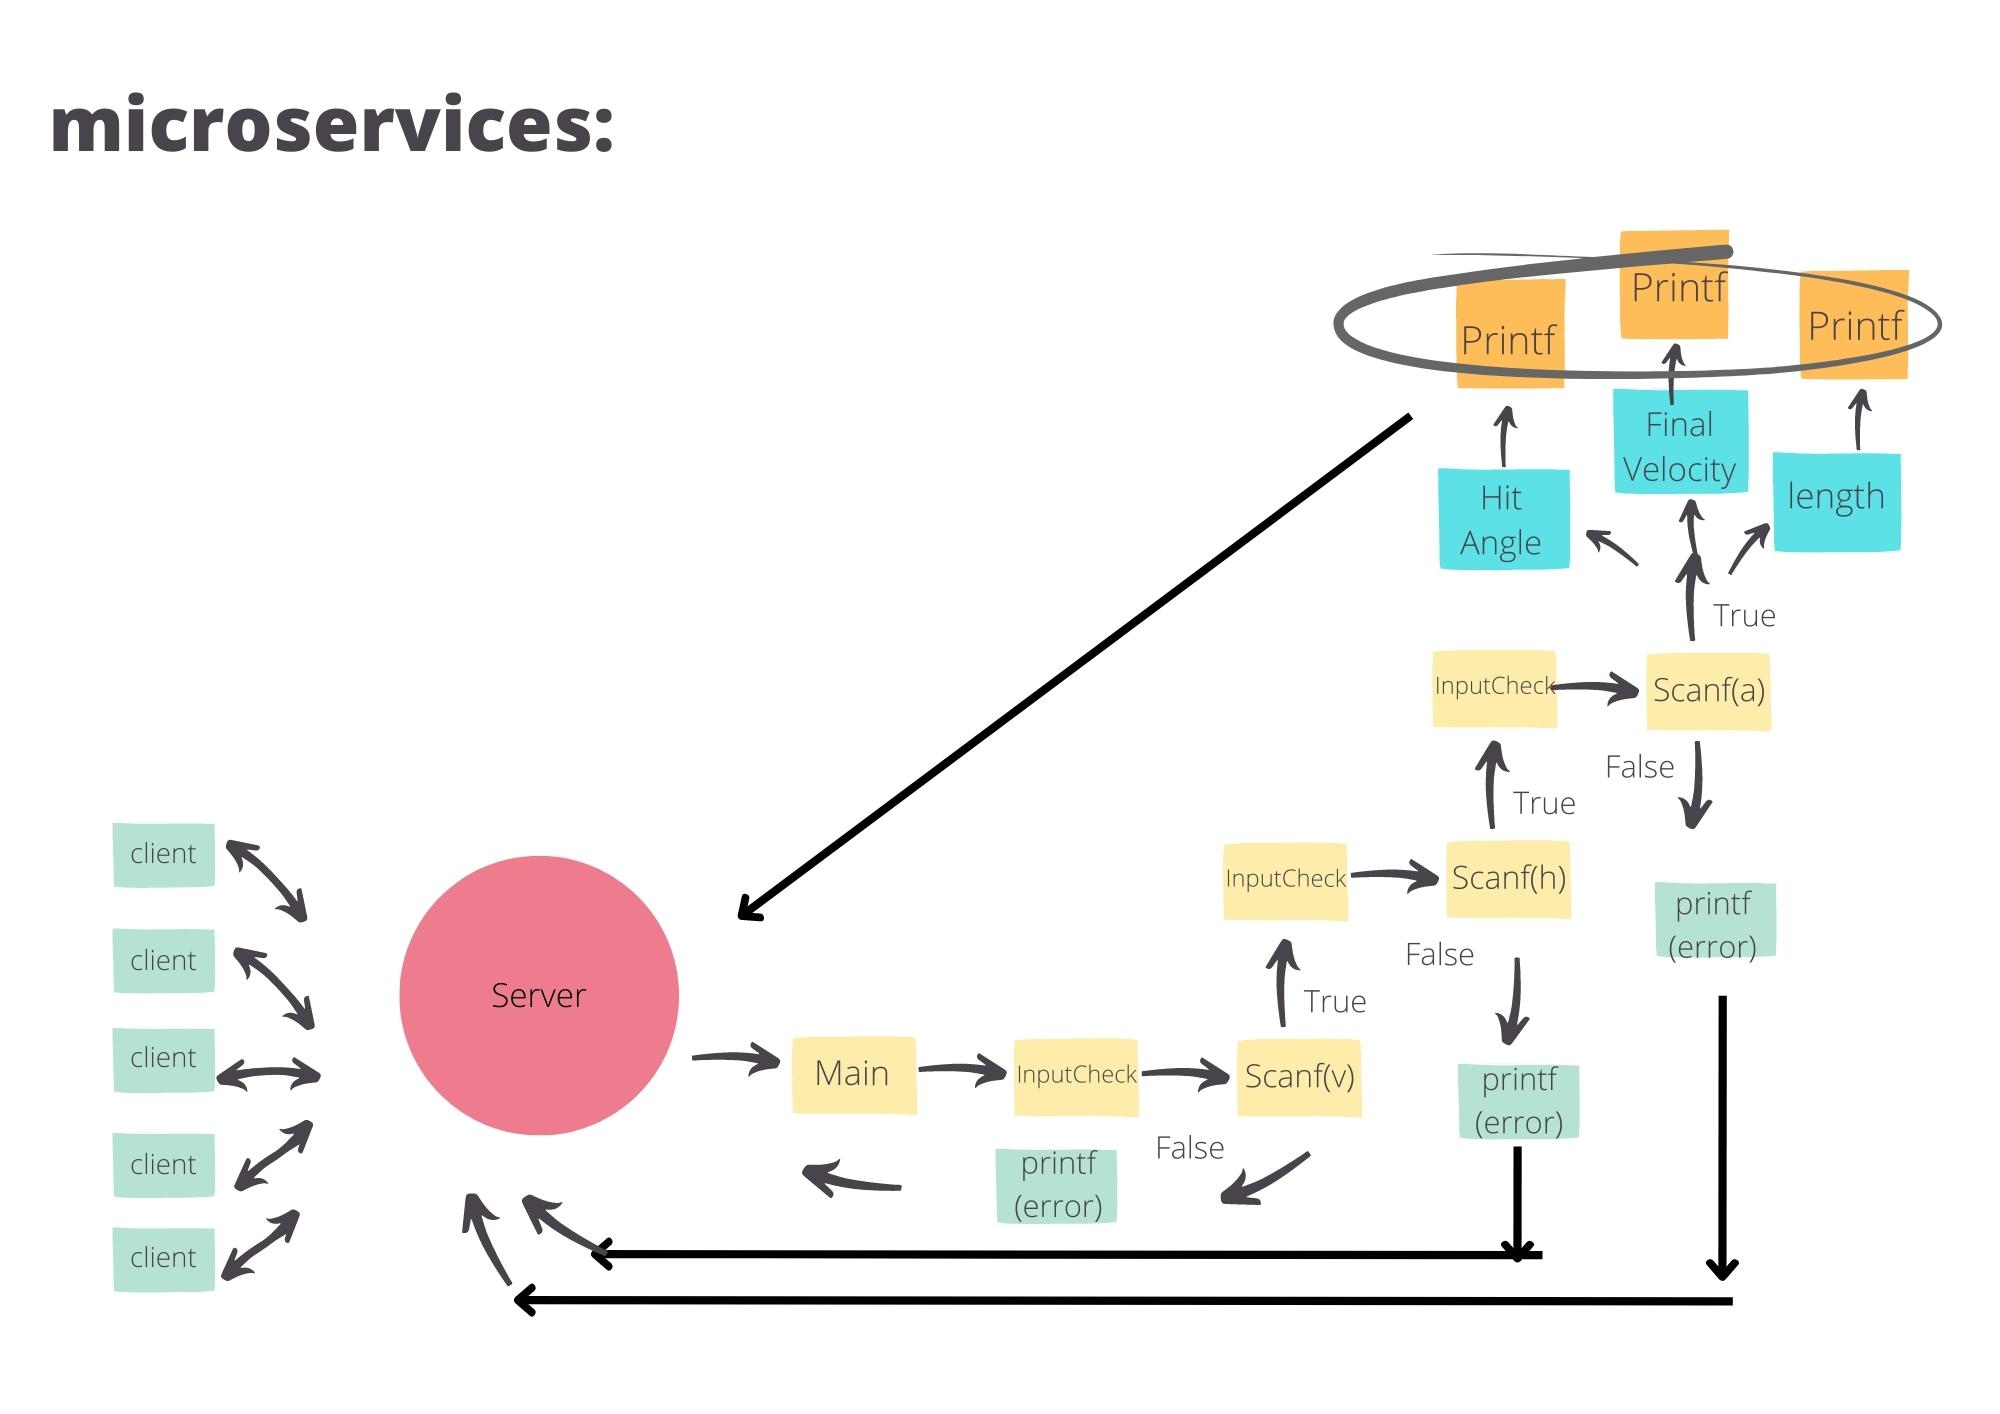 microservices:
Printf
Printf
Printf
Final
Velocity
Hit
Angle
length
True
InputCheck
Scanf(a)
False
True
InputCheck
Scanf(h)
printf
(error)
False
True
client
client
client
client
client
Server
Main
InputCheck
Scanf(v)
printf
(error)
False
printf
(error)